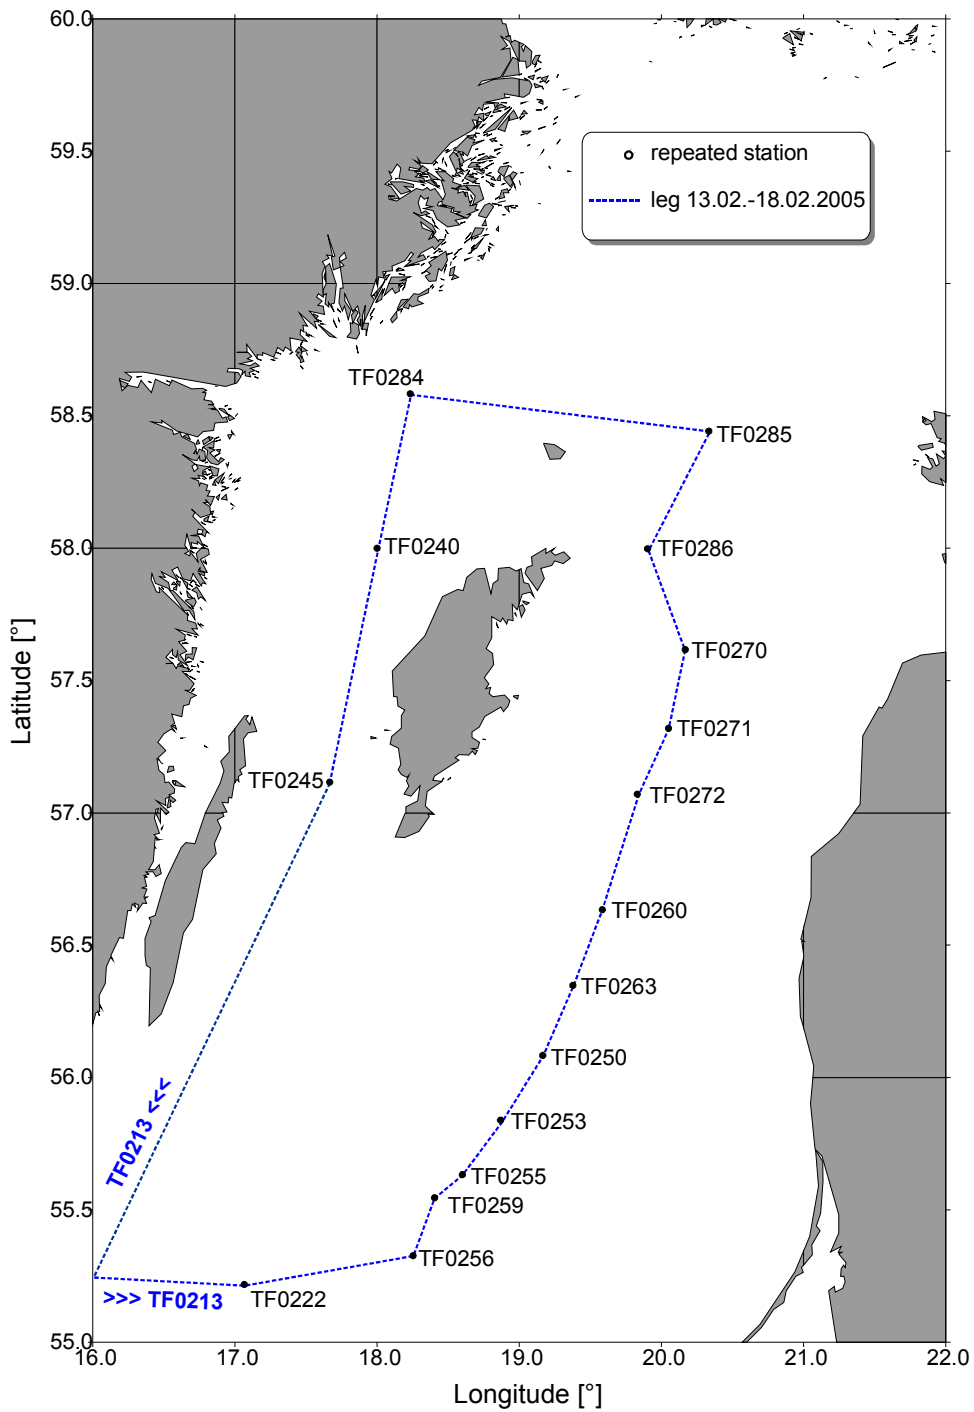 60.0
59.5
repeated station
leg 13.02.-18.02.2005
59.0
TF0284
58.5
TF0285
58.0
TF0240
TF0286
Latitude [°]
57.5
TF0270
TF0271
TF0245
TF0272
57.0
TF0260
56.5
TF0263
TF0250
56.0
TF0213 <<<
TF0253
TF0255
55.5
TF0259
TF0256
>>> TF0213
TF0222
55.0
16.0 17.0 18.0 19.0 20.0 21.0 22.0
Longitude [°]